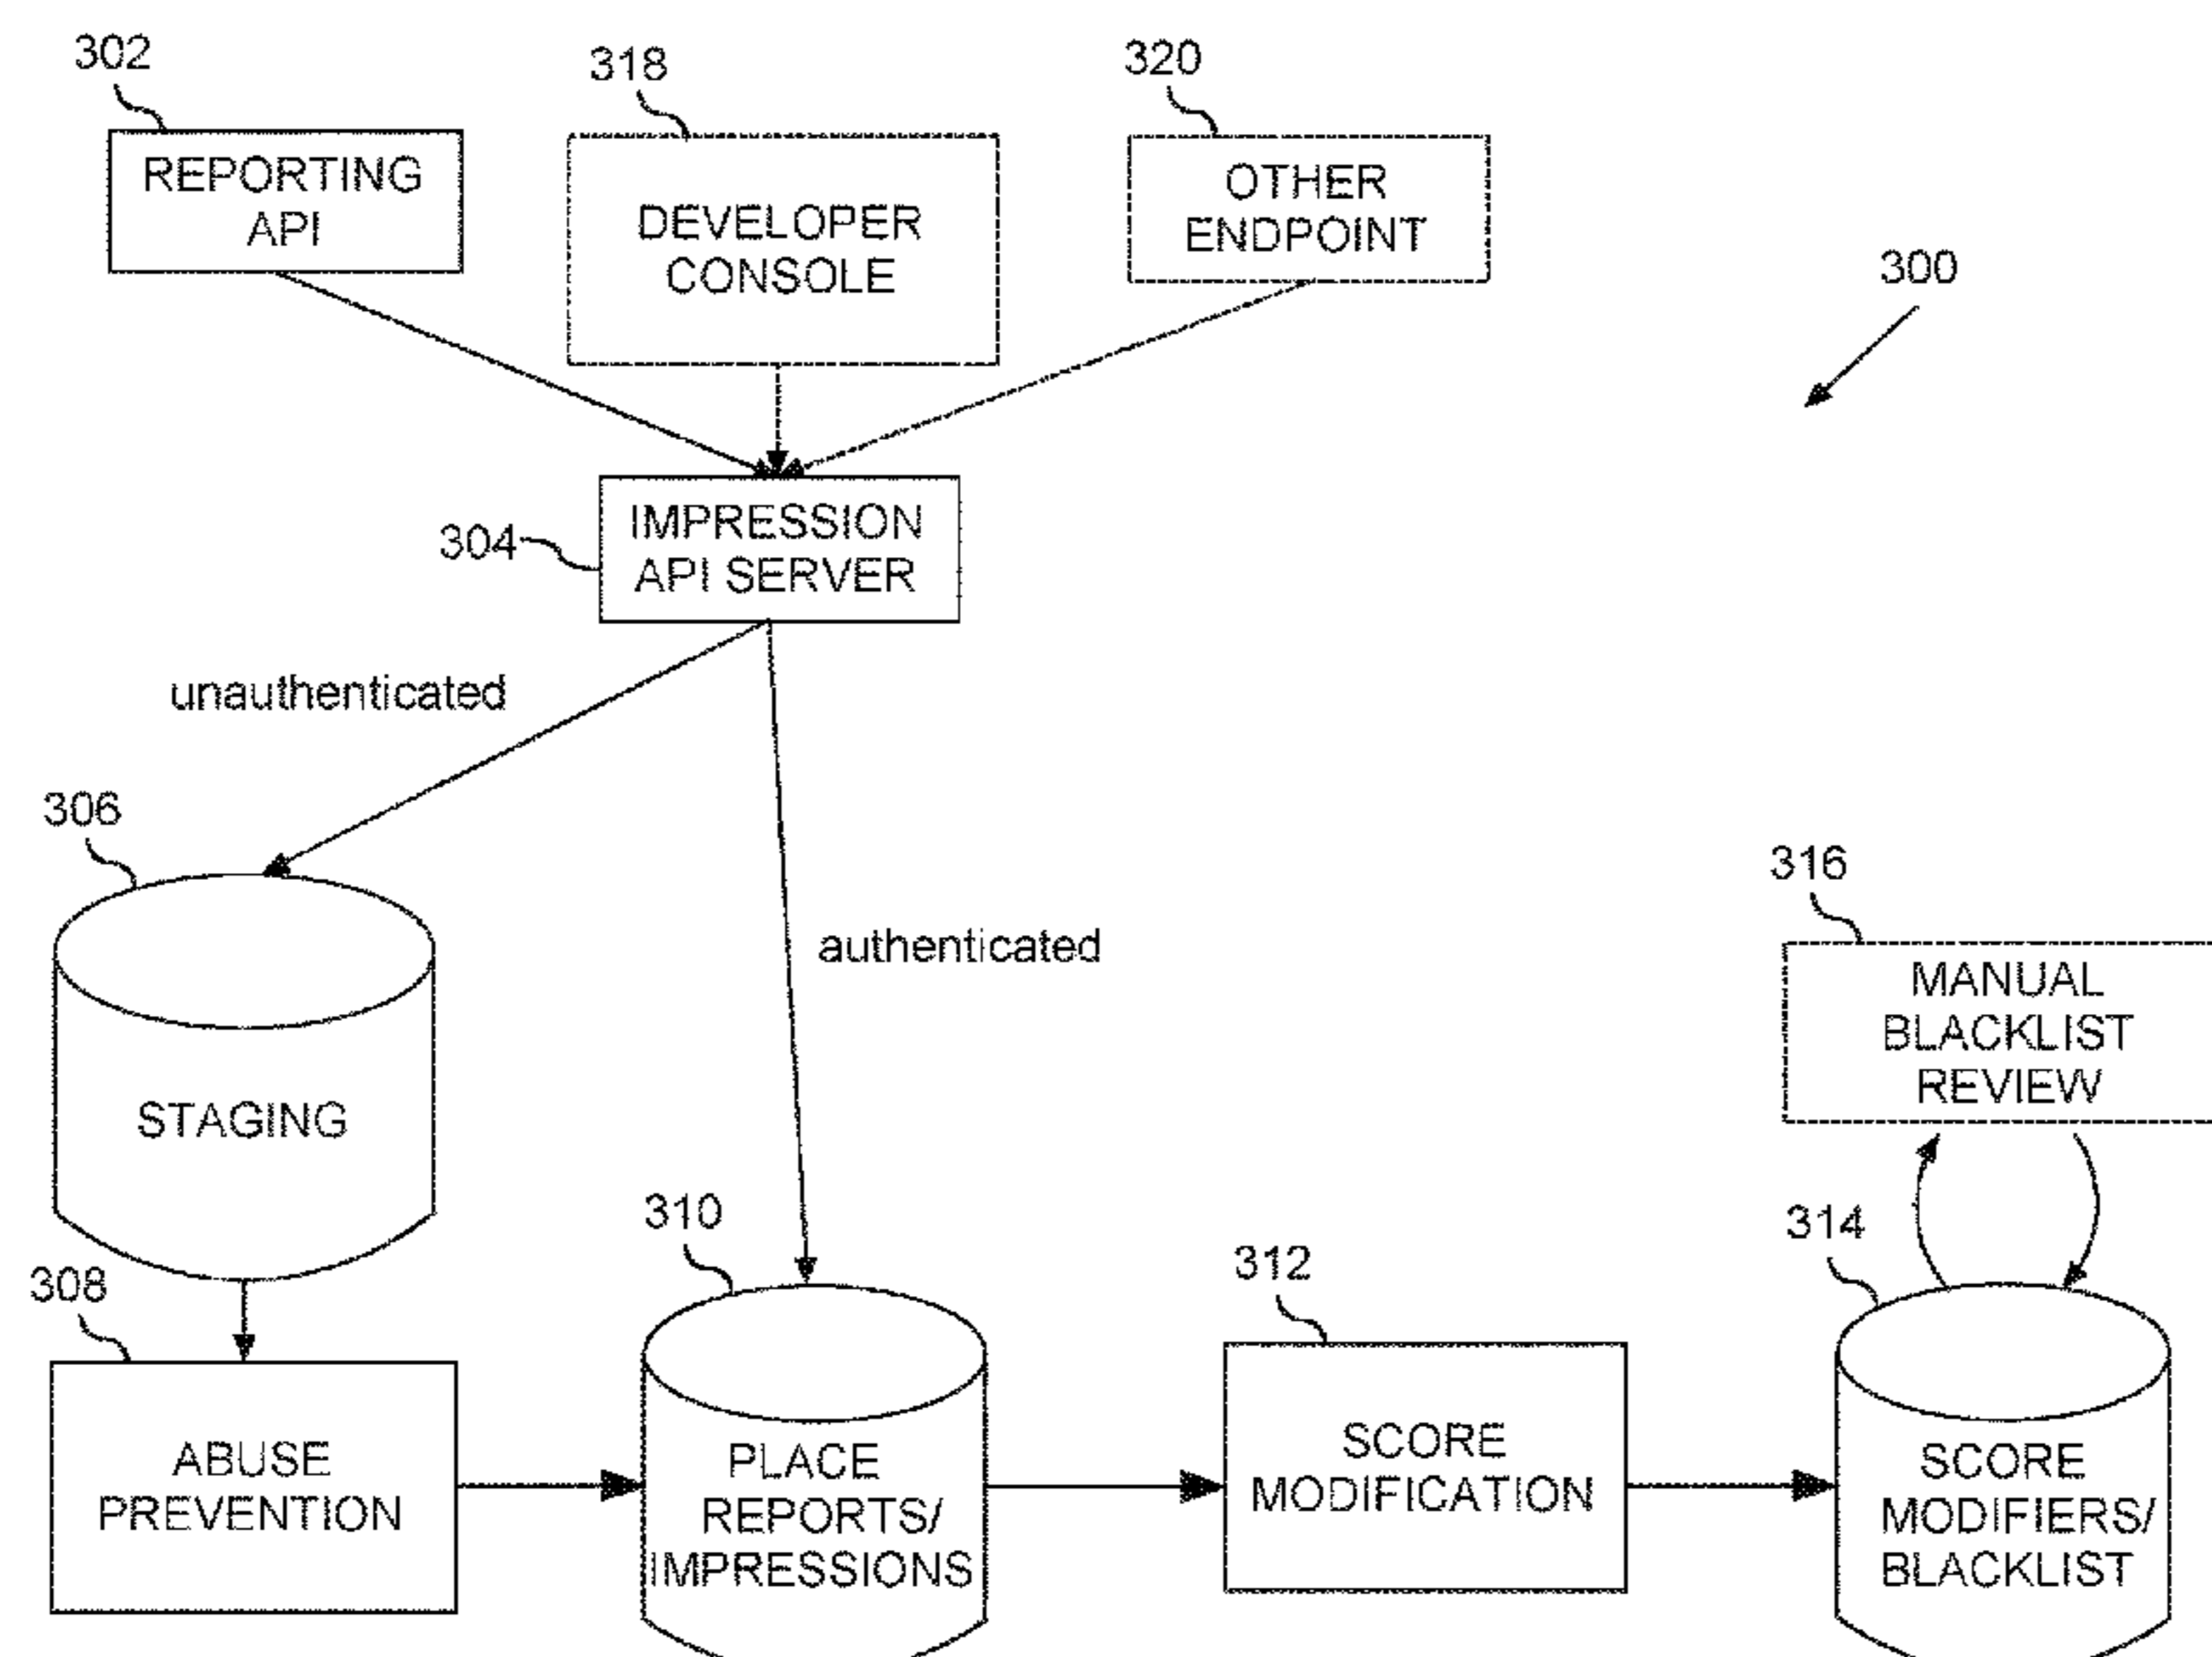 302
318
320
REPORTING
API
DEVELOPER
CONSOLE
OTHER
ENDPOINT
300
304
IMPRESSION
API SERVER
unauthenticated
authenticated
306
STAGING
316
MANUAL
BLACKLIST
REVIEW
308
ABUSE
PREVENTION
310
PLACE
REPORTS/
IMPRESSIONS
312
SCORE
MODIFICATION
314
SCORE
MODIFIERS/
BLACKLIST